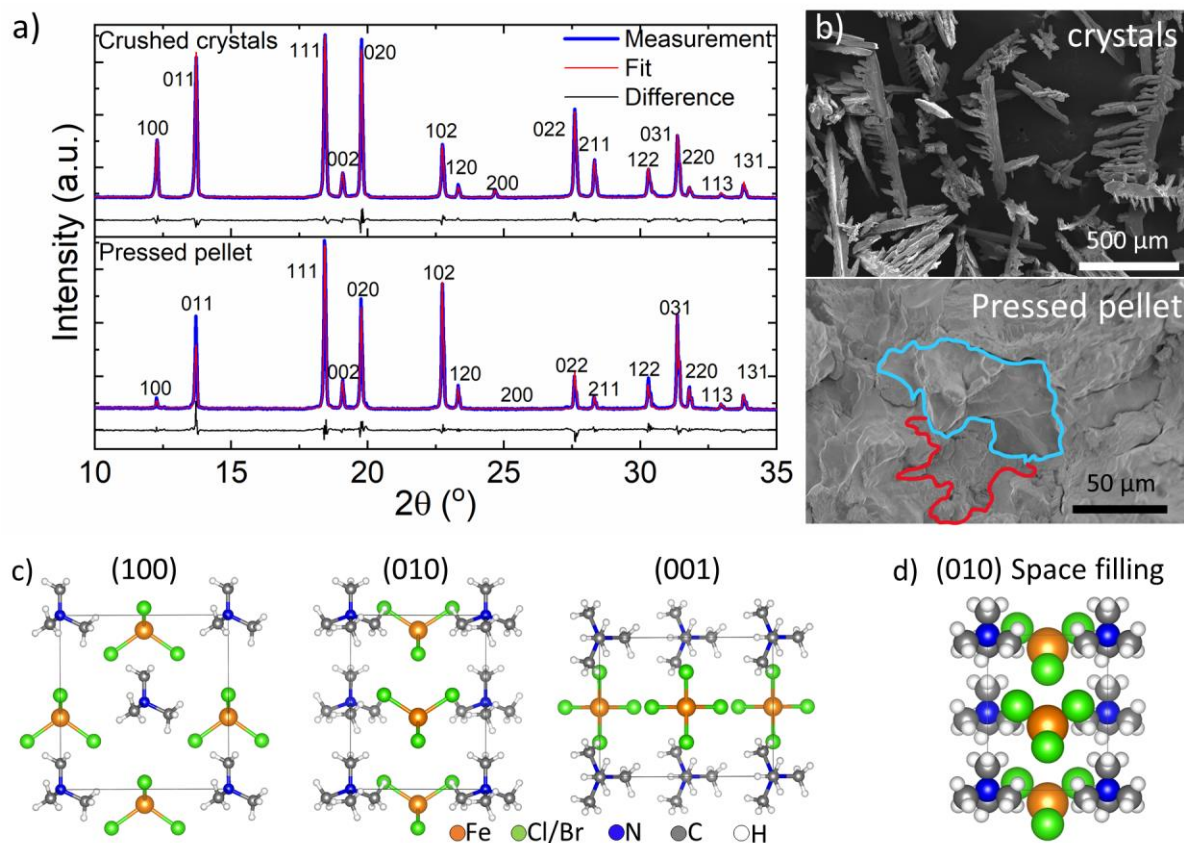 a)
Crushed crystals
Measurement
Fit
Difference
100
011
111
002
020
102
120
200
022
211
122
031
220
113
131
Pressed pellet
100
011
111
002
020
102
120
200
022
211
122
031
220
113
131
Intensity (a.u.)
10 15 20 25 30 35
2θ (°)
b)
crystals
500 µm
Pressed pellet
50 µm
c)
(100) (010) (001)
Fe Cl/Br N C H
d) (010) Space filling